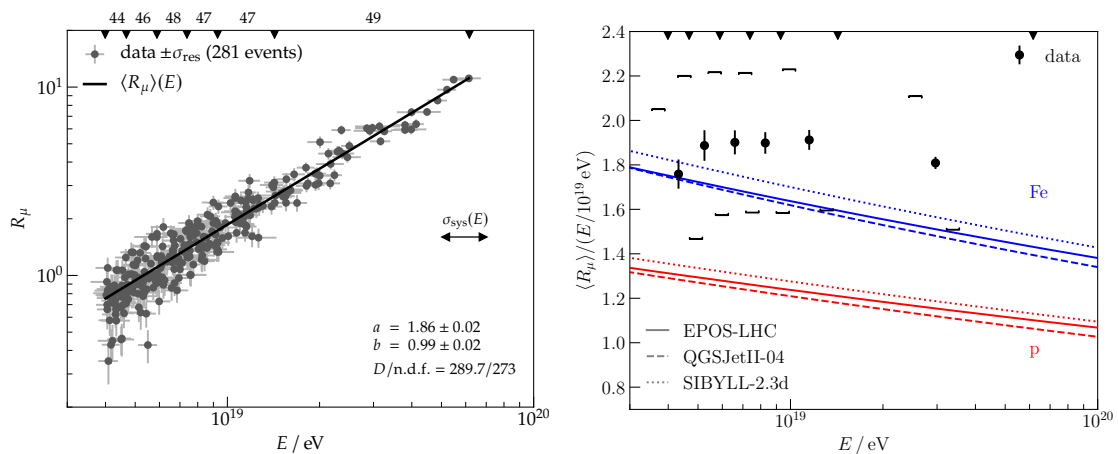 44 46 48 47 47 49
data ±σres (281 events)
⟨Rμ⟩(E)
10¹
10⁰
Rμ
σsys(E)
a = 1.86 ± 0.02
b = 0.99 ± 0.02
D/n.d.f. = 289.7/273
10¹⁹ 10²⁰
E / eV
2.4
2.2
2.0
1.8
1.6
1.4
1.2
1.0
0.8
⟨Rμ⟩/(E/10¹⁹ eV)
data
Fe
p
EPOS-LHC
QGSJetII-04
SIBYLL-2.3d
10¹⁹ 10²⁰
E / eV